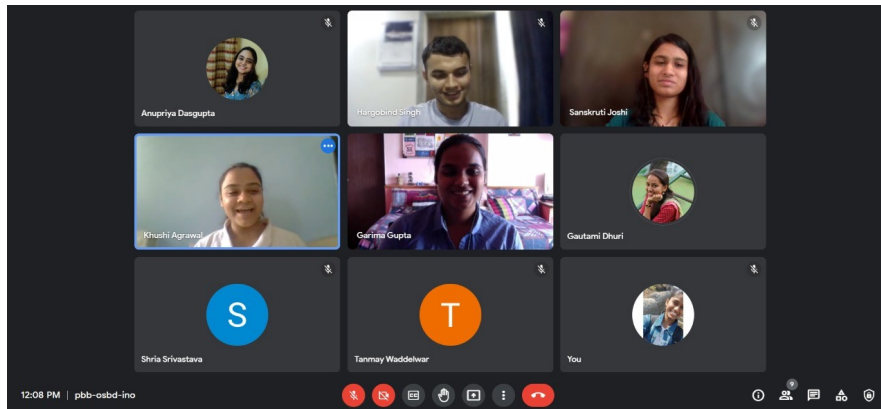 Anupriya Dasgupta
Hargobind Singh
Sanskruti Joshi
Khushi Agrawal
Garima Gupta
Gautami Dhuri
S
Shria Srivastava
T
Tanmay Waddelwar
You
12:08 PM | pbb-osbd-ino
CC
9